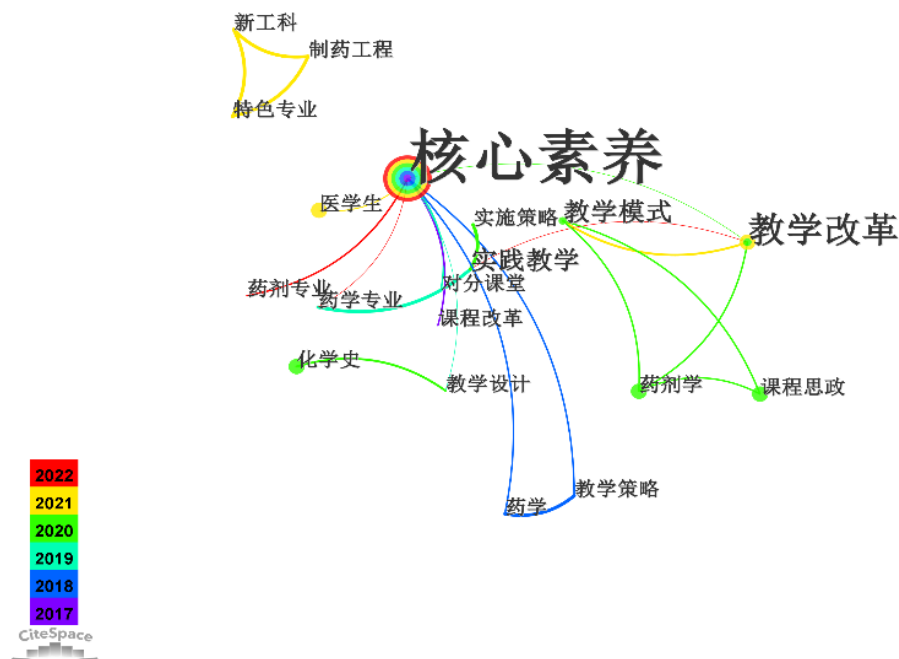 新工科
制药工程
特色专业
核心素养
医学生
实施策略
教学模式
教学改革
实践教学
药剂专业
药学专业
对分课堂
课程改革
化学史
教学设计
药剂学
课程思政
药学
教学策略
2022
2021
2020
2019
2018
2017
CiteSpace